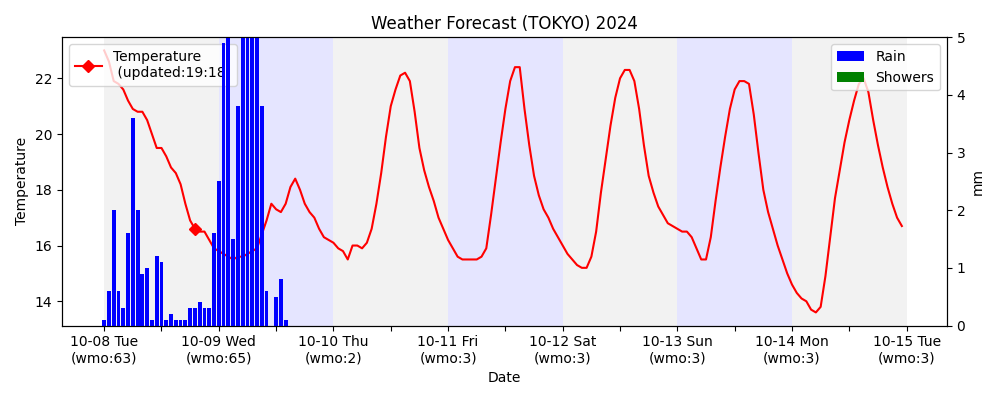 Weather Forecast (TOKYO) 2024
Temperature
(updated:19:18
Rain
Showers
Temperature
22
20
18
16
14
5
4
3
2
1
0
mm
10-08 Tue
(wmo:63)
10-09 Wed
(wmo:65)
10-10 Thu
(wmo:2)
10-11 Fri
(wmo:3)
10-12 Sat
(wmo:3)
10-13 Sun
(wmo:3)
10-14 Mon
(wmo:3)
10-15 Tue
(wmo:3)
Date